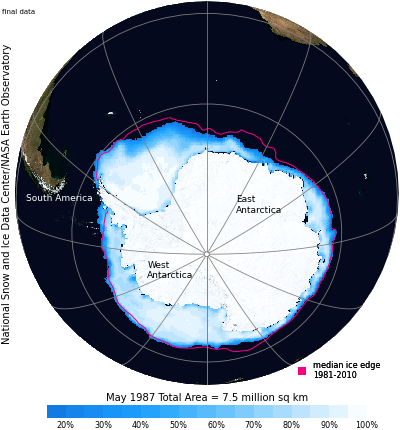 final data
National Snow and Ice Data Center/NASA Earth Observatory
South America
East
Antarctica
West
Antarctica
median ice edge
1981-2010
May 1987 Total Area = 7.5 million sq km
20% 30% 40% 50% 60% 70% 80% 90% 100%